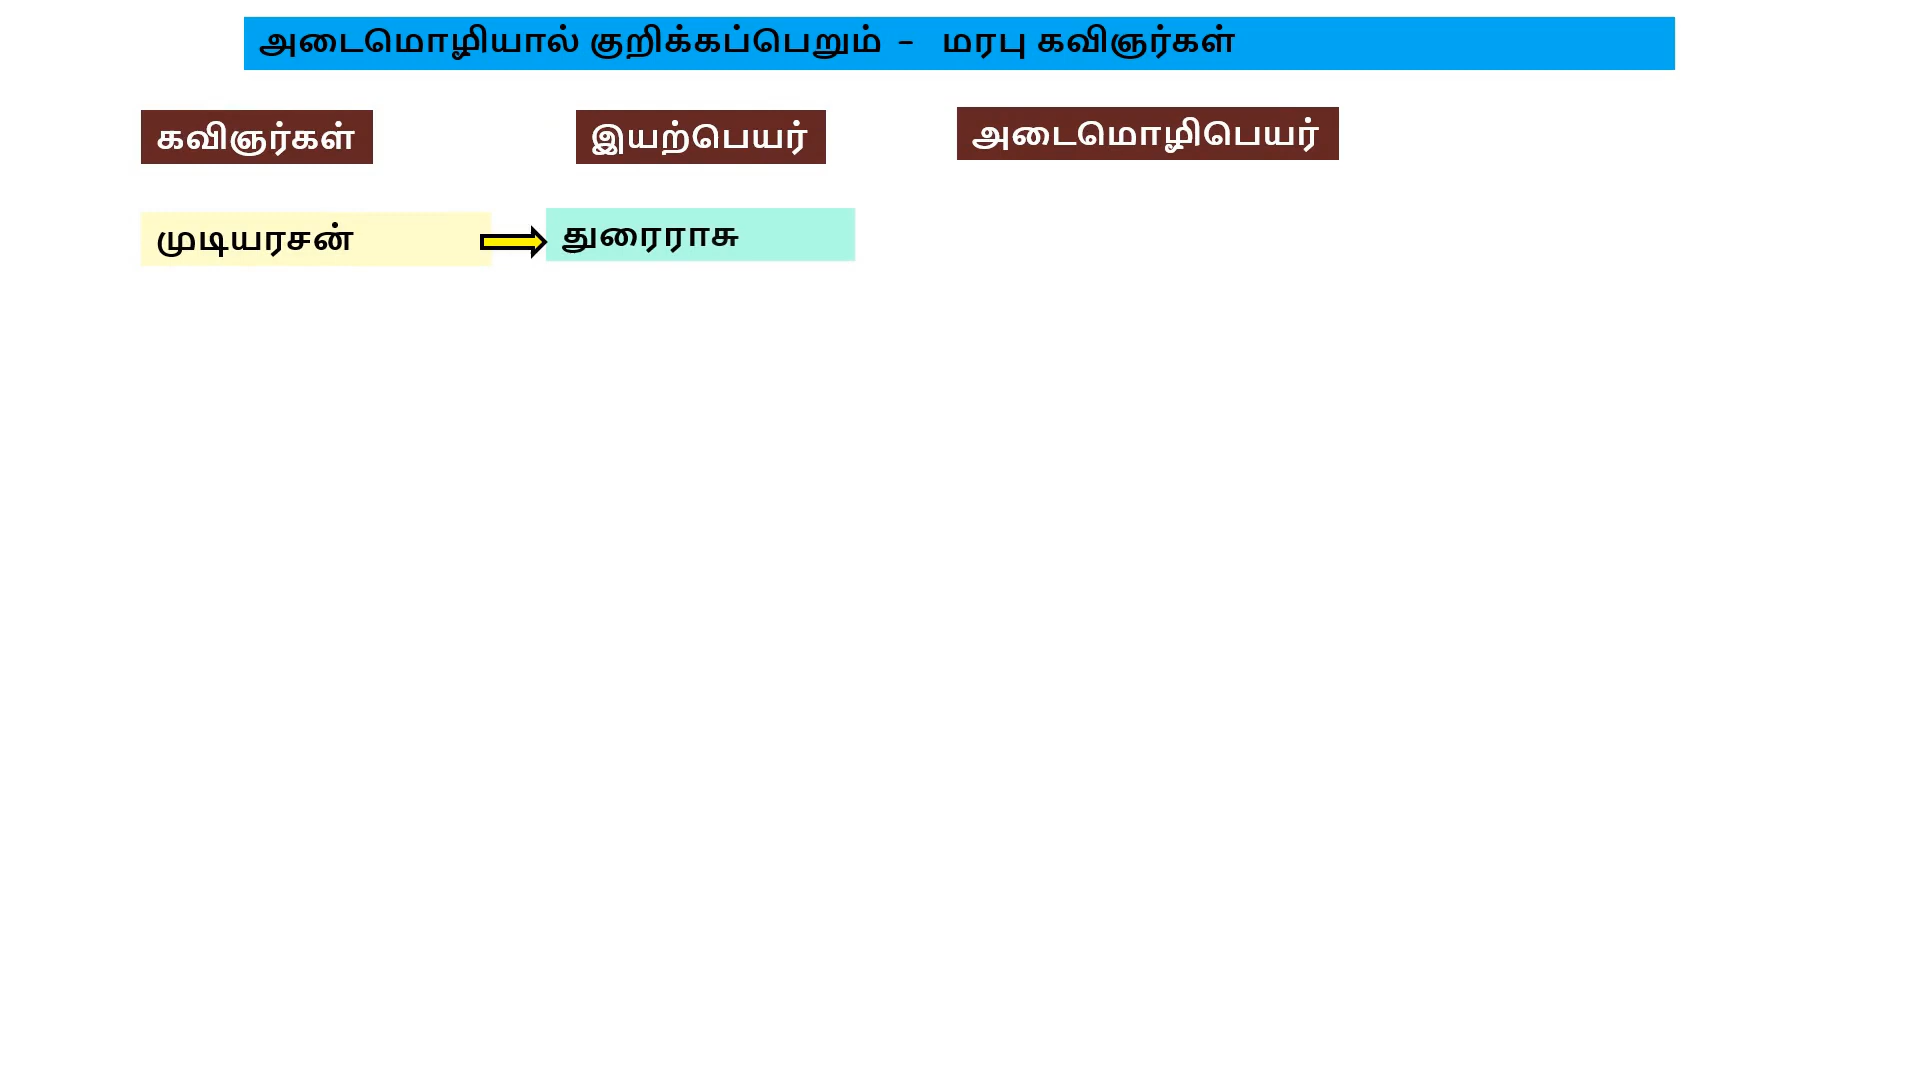 அடைமொழியால் குறிக்கப்பெறும் - மரபு கவிஞர்கள்
கவிஞர்கள் இயற்பெயர் அடைமொழிபெயர்
முடியரசன் துரைராசு